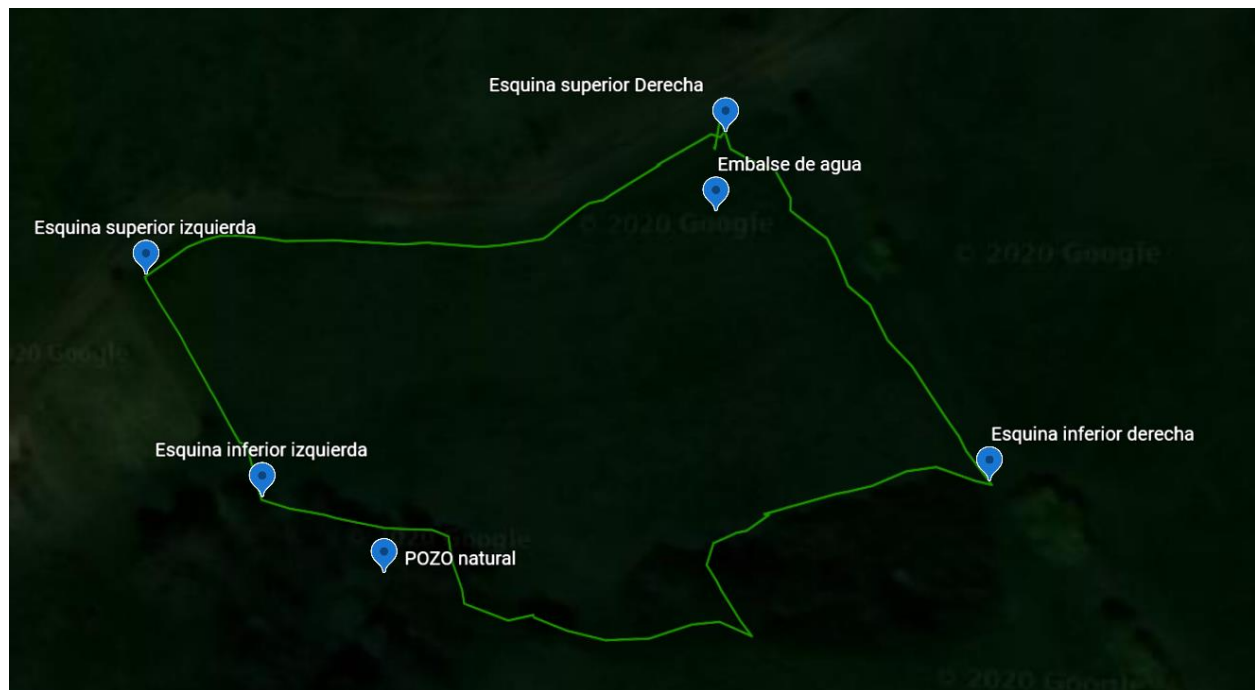 Esquina superior Derecha
Embalse de agua
© 2020 Google
Esquina superior izquierda
© 2020 Google
20 Google
Esquina inferior derecha
Esquina inferior izquierda
2020 Google
POZO natural
© 2020 Google